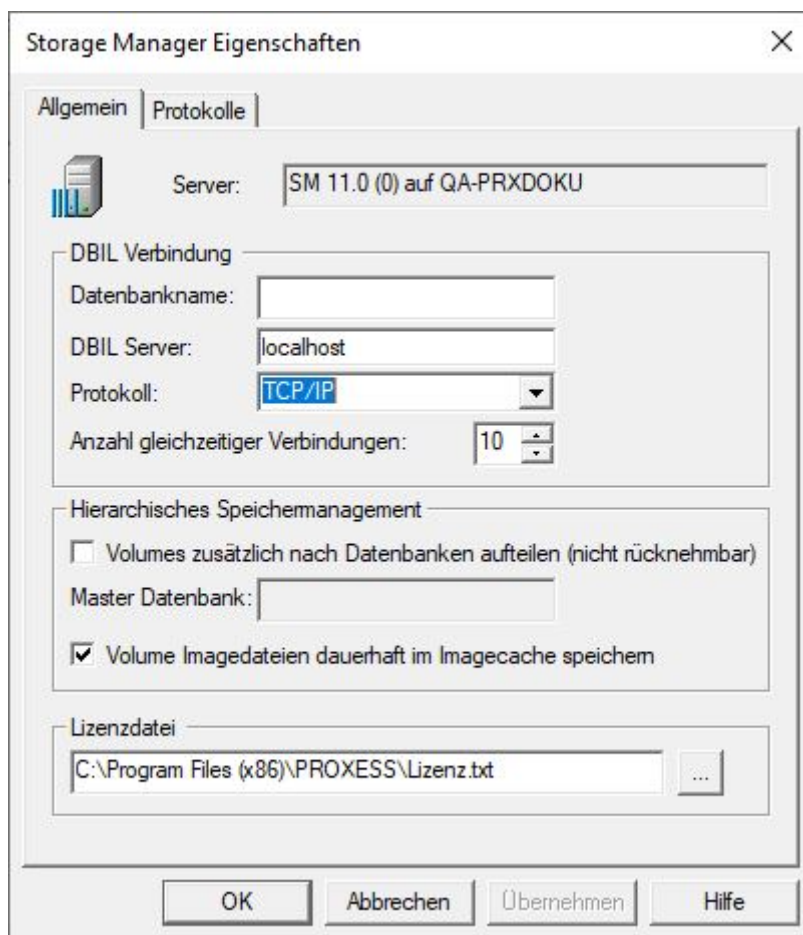 Storage Manager Eigenschaften
Allgemein Protokolle
Server: SM 11.0 (0) auf QA-PRXDOKU
DBIL Verbindung
Datenbankname:
DBIL Server: localhost
Protokoll: TCP/IP
Anzahl gleichzeitiger Verbindungen: 10
Hierarchisches Speichermanagement
Volumes zusätzlich nach Datenbanken aufteilen (nicht rücknehmbar)
Master Datenbank:
Volume Imagedateien dauerhaft im Imagecache speichern
Lizenzdatei
C:\Program Files (x86)\PROXESS\Lizenz.txt ...
OK Abbrechen Übernehmen Hilfe